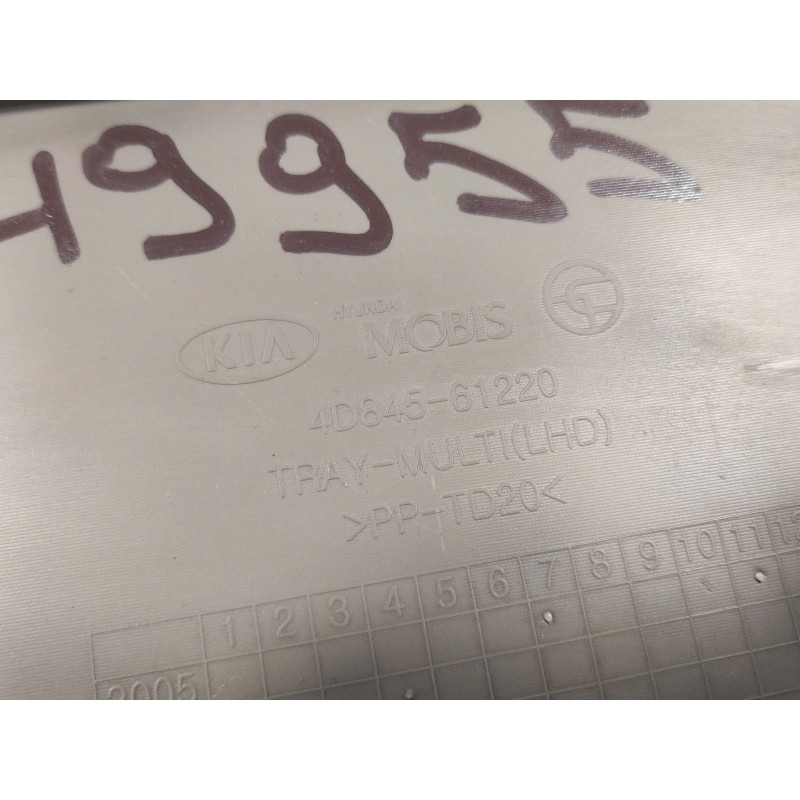 49955
KIA
HYUNDAI
MOBIS
4D845-61220
TRAY-MULTI(LHD)
>PP-TD20<
1 2 3 4 5 6 7 8 9 10 11 12
2005